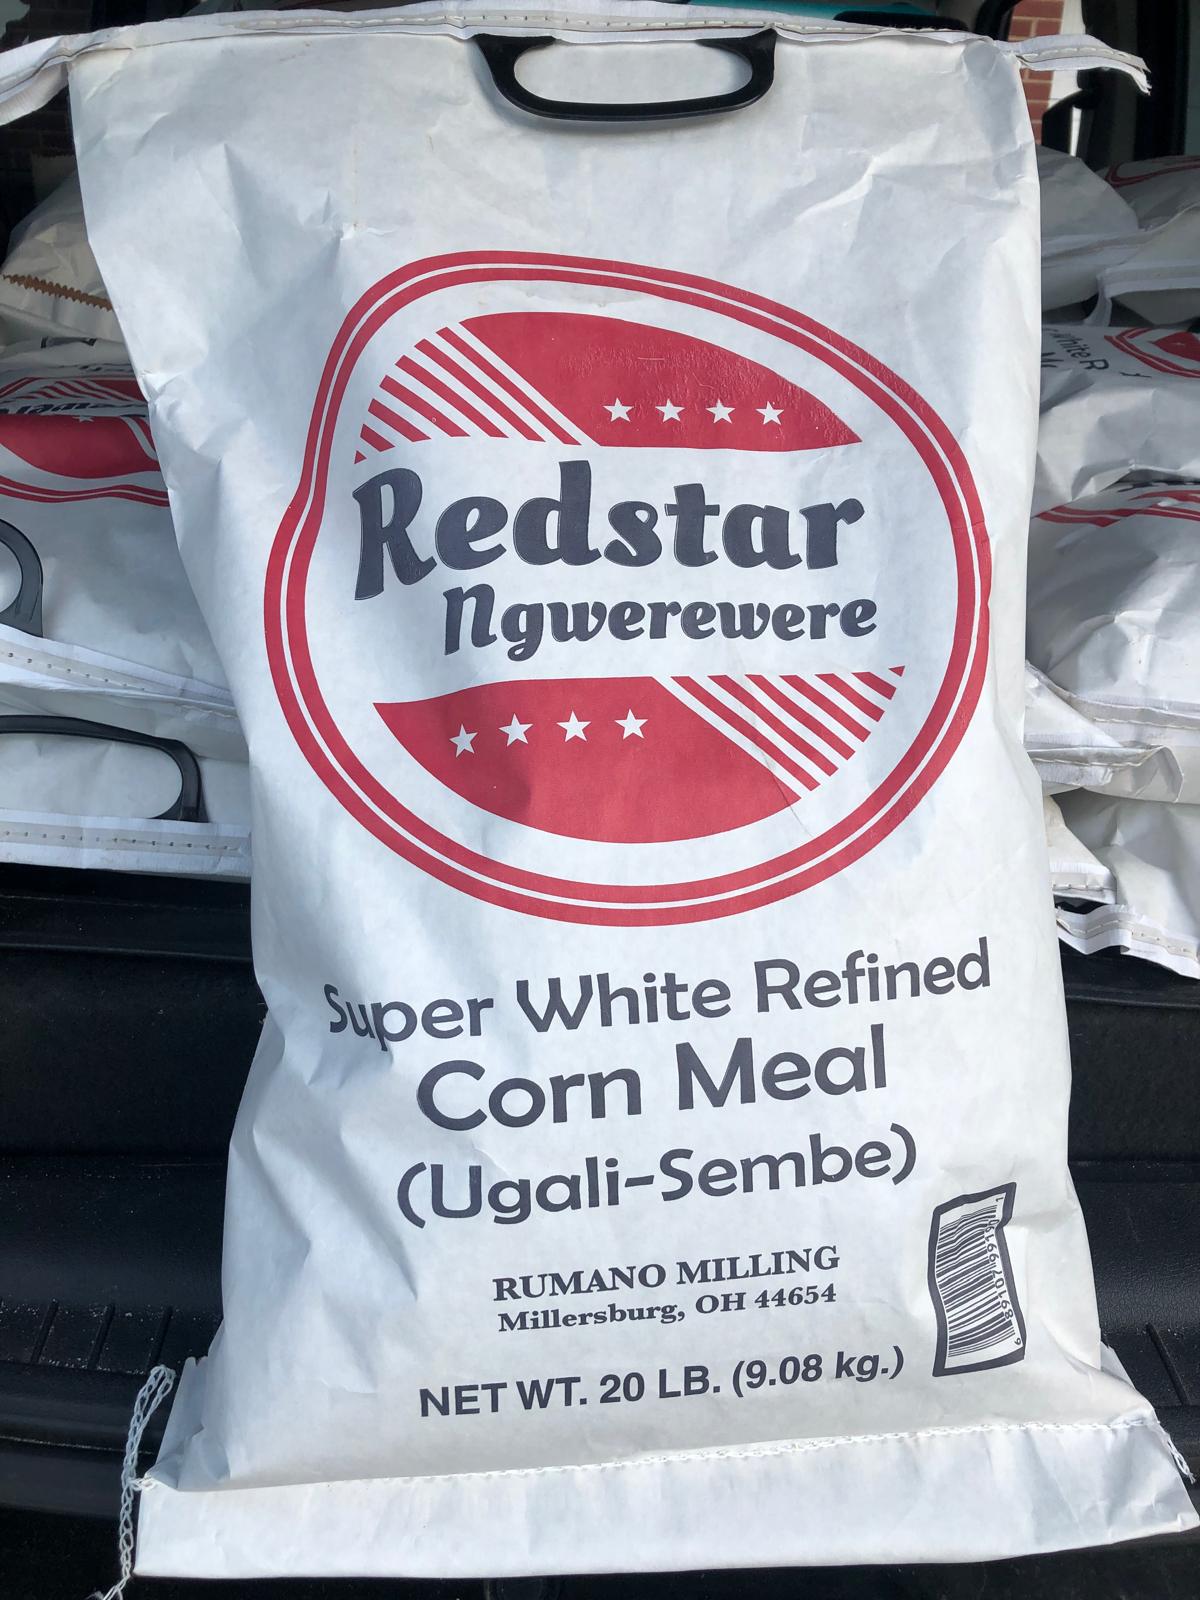 Redstar
Ngwerewere
Super White Refined
Corn Meal
(Ugali-Sembe)
RUMANO MILLING
Millersburg, OH 44654
NET WT. 20 LB. (9.08 kg.)
White R